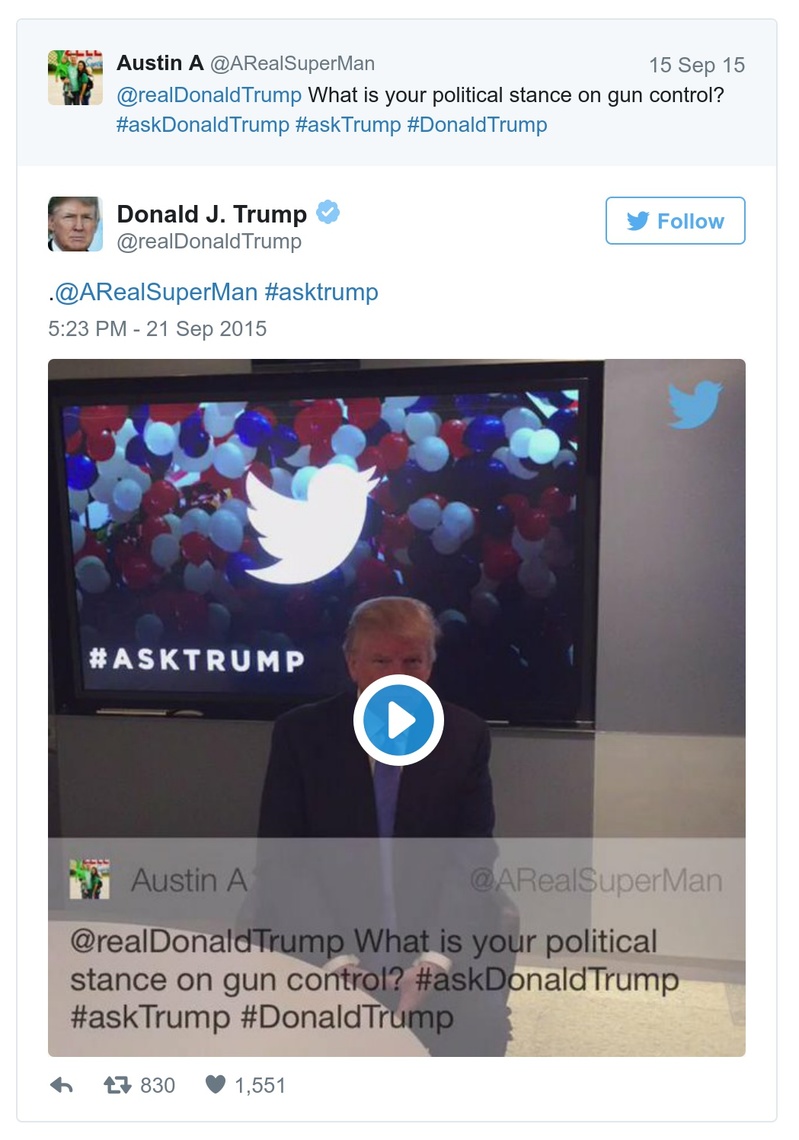 Austin A @ARealSuperMan 15 Sep 15
@realDonaldTrump What is your political stance on gun control?
#askDonaldTrump #askTrump #DonaldTrump
Donald J. Trump
Follow
@realDonaldTrump
.@ARealSuperMan #asktrump
5:23 PM - 21 Sep 2015
#ASKTRUMP
Austin A @ARealSuperMan
@realDonaldTrump What is your political
stance on gun control? #askDonaldTrump
#askTrump #DonaldTrump
830 1,551